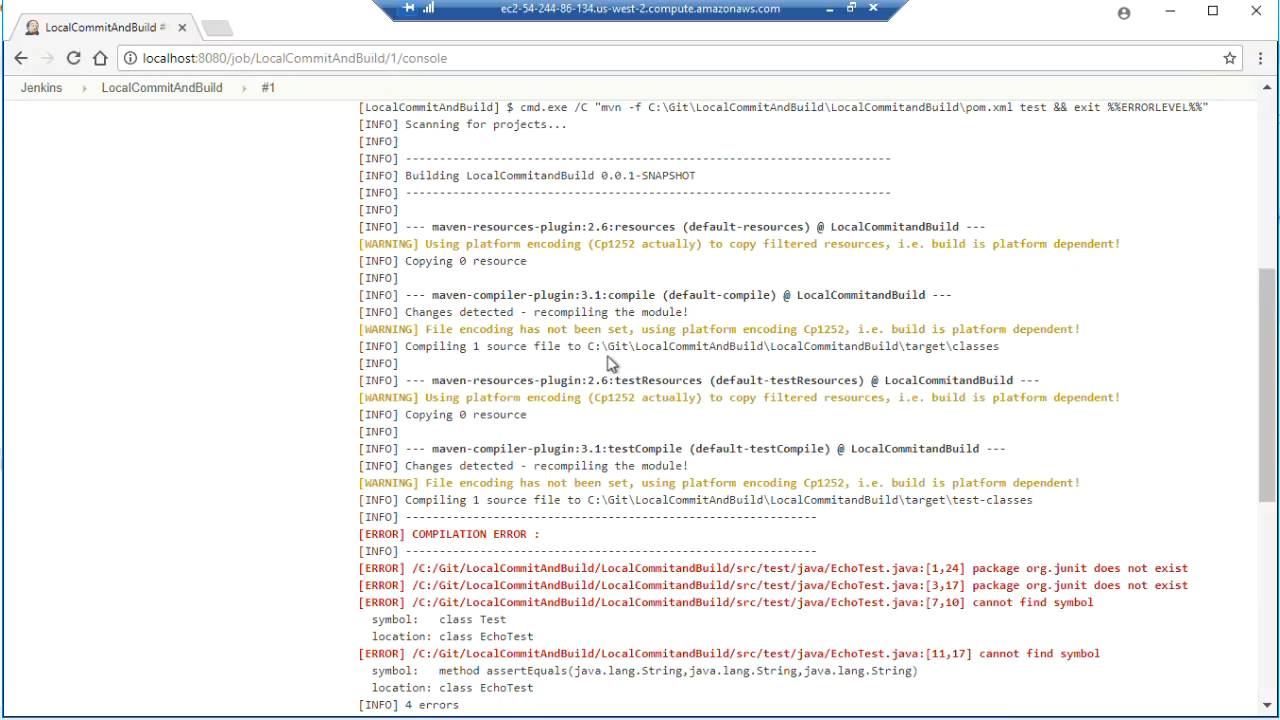 ec2-54-244-86-134.us-west-2.compute.amazonaws.com
LocalCommitAndBuild #
localhost:8080/job/LocalCommitAndBuild/1/console
Jenkins LocalCommitAndBuild #1
[LocalCommitAndBuild] $ cmd.exe /C "mvn -f C:\Git\LocalCommitAndBuild\LocalCommitandBuild\pom.xml test && exit %%ERRORLEVEL%%"
[INFO] Scanning for projects...
[INFO]
[INFO] ------------------------------------------------------------------------
[INFO] Building LocalCommitandBuild 0.0.1-SNAPSHOT
[INFO] ------------------------------------------------------------------------
[INFO]
[INFO] --- maven-resources-plugin:2.6:resources (default-resources) @ LocalCommitandBuild ---
[WARNING] Using platform encoding (Cp1252 actually) to copy filtered resources, i.e. build is platform dependent!
[INFO] Copying 0 resource
[INFO]
[INFO] --- maven-compiler-plugin:3.1:compile (default-compile) @ LocalCommitandBuild ---
[INFO] Changes detected - recompiling the module!
[WARNING] File encoding has not been set, using platform encoding Cp1252, i.e. build is platform dependent!
[INFO] Compiling 1 source file to C:\Git\LocalCommitAndBuild\LocalCommitandBuild\target\classes
[INFO]
[INFO] --- maven-resources-plugin:2.6:testResources (default-testResources) @ LocalCommitandBuild ---
[WARNING] Using platform encoding (Cp1252 actually) to copy filtered resources, i.e. build is platform dependent!
[INFO] Copying 0 resource
[INFO]
[INFO] --- maven-compiler-plugin:3.1:testCompile (default-testCompile) @ LocalCommitandBuild ---
[INFO] Changes detected - recompiling the module!
[WARNING] File encoding has not been set, using platform encoding Cp1252, i.e. build is platform dependent!
[INFO] Compiling 1 source file to C:\Git\LocalCommitAndBuild\LocalCommitandBuild\target\test-classes
[INFO] -------------------------------------------------------------
[ERROR] COMPILATION ERROR :
[INFO] -------------------------------------------------------------
[ERROR] /C:/Git/LocalCommitAndBuild/LocalCommitandBuild/src/test/java/EchoTest.java:[1,24] package org.junit does not exist
[ERROR] /C:/Git/LocalCommitAndBuild/LocalCommitandBuild/src/test/java/EchoTest.java:[3,17] package org.junit does not exist
[ERROR] /C:/Git/LocalCommitAndBuild/LocalCommitandBuild/src/test/java/EchoTest.java:[7,10] cannot find symbol
symbol: class Test
location: class EchoTest
[ERROR] /C:/Git/LocalCommitAndBuild/LocalCommitandBuild/src/test/java/EchoTest.java:[11,17] cannot find symbol
symbol: method assertEquals(java.lang.String,java.lang.String,java.lang.String)
location: class EchoTest
[INFO] 4 errors